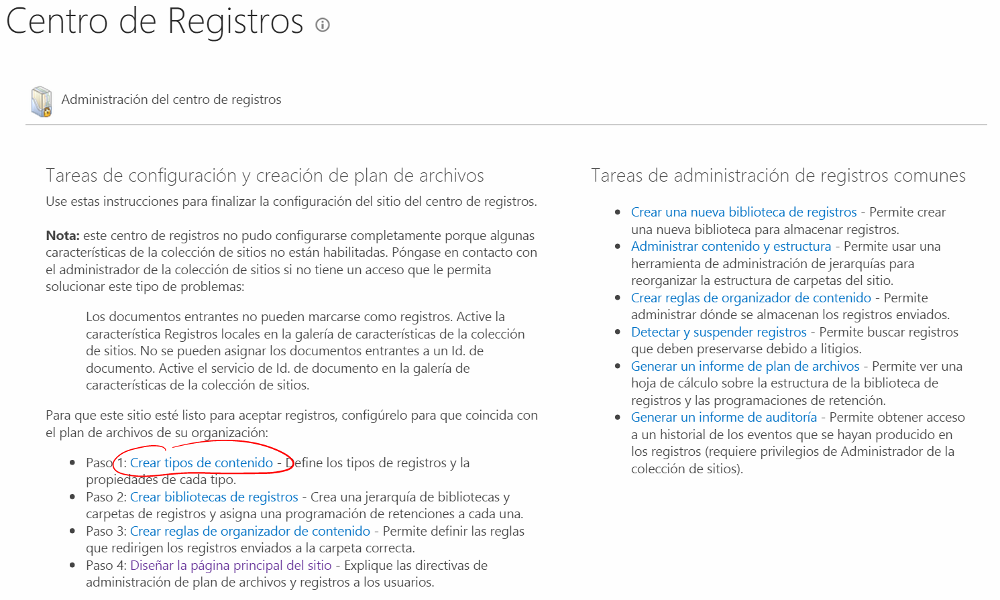 Centro de Registros
Administración del centro de registros
Tareas de configuración y creación de plan de archivos
Use estas instrucciones para finalizar la configuración del sitio del centro de registros.
Nota: este centro de registros no pudo configurarse completamente porque algunas
características de la colección de sitios no están habilitadas. Póngase en contacto con
el administrador de la colección de sitios si no tiene un acceso que le permita
solucionar este tipo de problemas:
Los documentos entrantes no pueden marcarse como registros. Active la
característica Registros locales en la galería de características de la colección
de sitios. No se pueden asignar los documentos entrantes a un Id. de
documento. Active el servicio de Id. de documento en la galería de
características de la colección de sitios.
Para que este sitio esté listo para aceptar registros, configúrelo para que coincida con
el plan de archivos de su organización:
• Paso 1: Crear tipos de contenido - Define los tipos de registros y la
propiedades de cada tipo.
• Paso 2: Crear bibliotecas de registros - Crea una jerarquía de bibliotecas y
carpetas de registros y asigna una programación de retenciones a cada una.
• Paso 3: Crear reglas de organizador de contenido - Permite definir las reglas
que redirigen los registros enviados a la carpeta correcta.
• Paso 4: Diseñar la página principal del sitio - Explique las directivas de
administración de plan de archivos y registros a los usuarios.
Tareas de administración de registros comunes
• Crear una nueva biblioteca de registros - Permite crear
una nueva biblioteca para almacenar registros.
• Administrar contenido y estructura - Permite usar una
herramienta de administración de jerarquías para
reorganizar la estructura de carpetas del sitio.
• Crear reglas de organizador de contenido - Permite
administrar dónde se almacenan los registros enviados.
• Detectar y suspender registros - Permite buscar registros
que deben preservarse debido a litigios.
• Generar un informe de plan de archivos - Permite ver una
hoja de cálculo sobre la estructura de la biblioteca de
registros y las programaciones de retención.
• Generar un informe de auditoría - Permite obtener acceso
a un historial de los eventos que se hayan producido en
los registros (requiere privilegios de Administrador de la
colección de sitios).